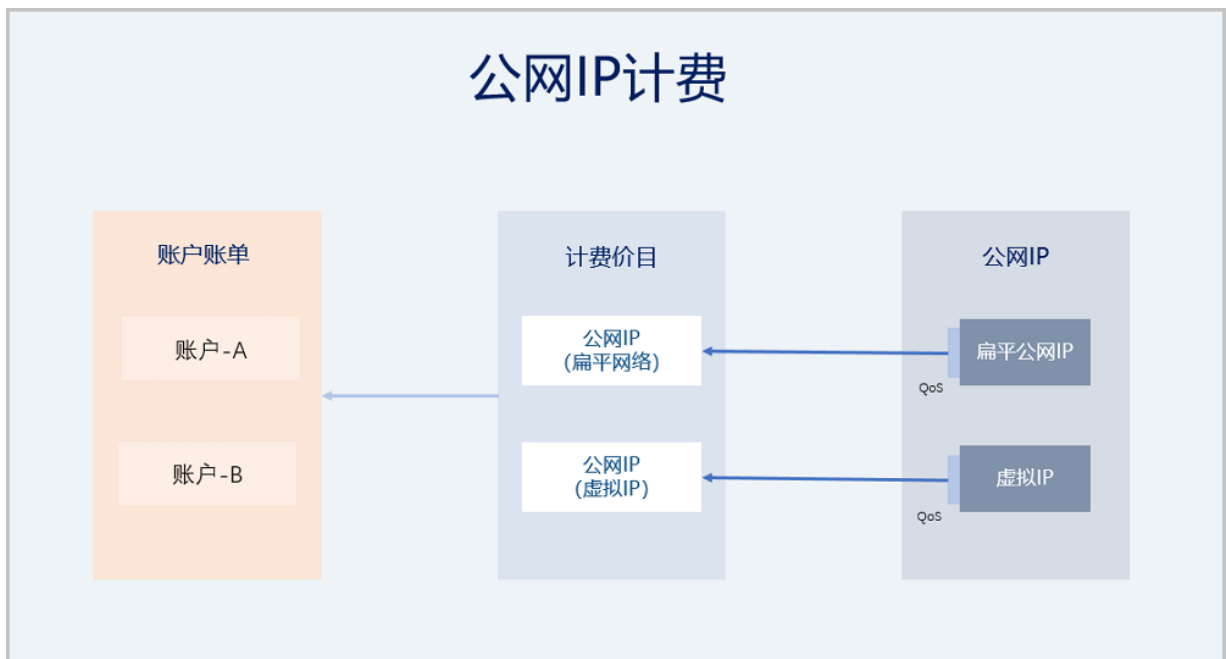 公网IP计费
账户账单
账户-A
账户-B
计费价目
公网IP
(扁平网络)
公网IP
(虚拟IP)
公网IP
扁平公网IP
QoS
虚拟IP
QoS